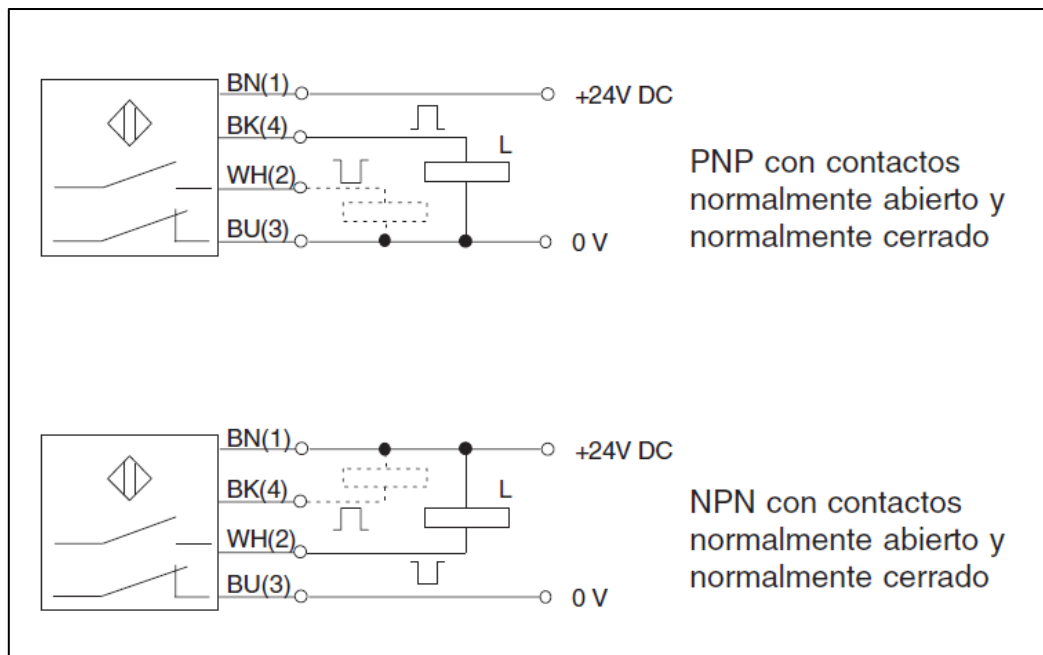 BN(1)
+24V DC
BK(4)
L
WH(2)
BU(3)
0 V
PNP con contactos
normalmente abierto y
normalmente cerrado
BN(1)
+24V DC
BK(4)
L
WH(2)
BU(3)
0 V
NPN con contactos
normalmente abierto y
normalmente cerrado